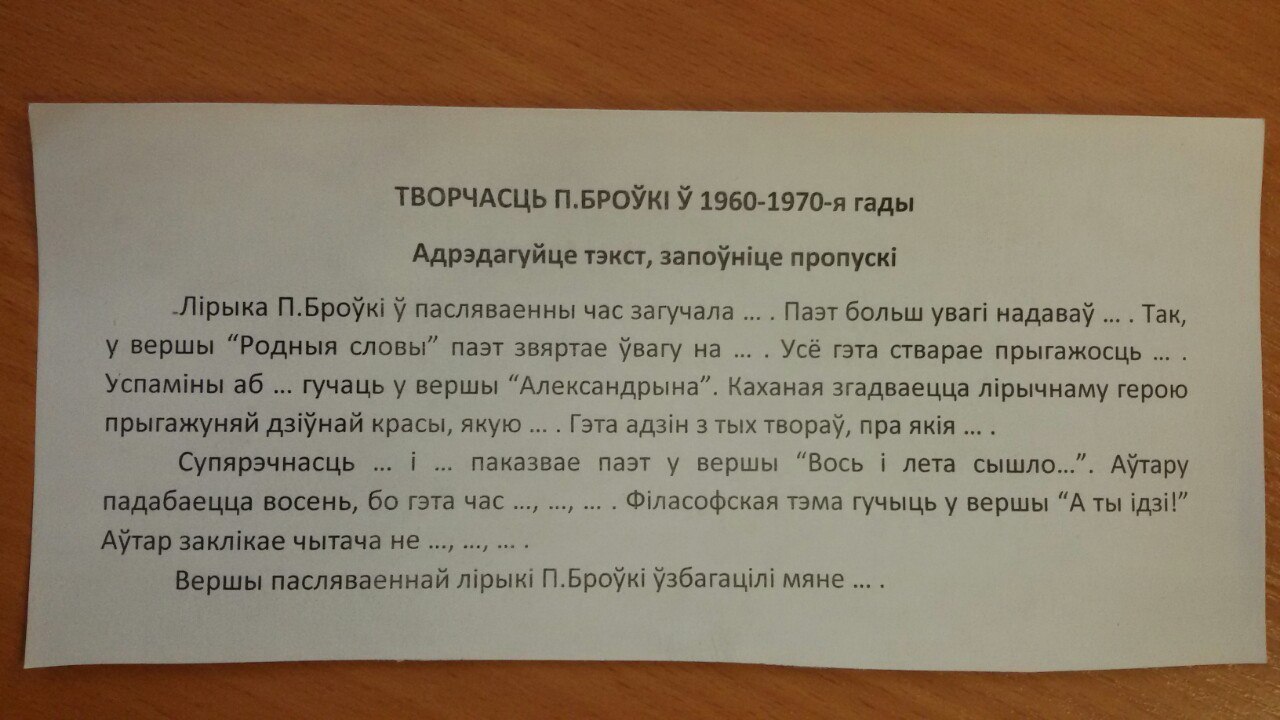 ТВОРЧАСЦЬ П.БРОЎКІ Ў 1960-1970-я гады
Адрэдагуйце тэкст, запоўніце пропускі
Лірыка П.Броўкі ў пасляваенны час загучала ... . Паэт больш увагі надаваў ... . Так,
у вершы “Родныя словы” паэт звяртае ўвагу на ... . Усё гэта стварае прыгажосць ... .
Успаміны аб ... гучаць у вершы “Александрына”. Каханая згадваецца лірычнаму герою
прыгажуняй дзіўнай красы, якую ... . Гэта адзін з тых твораў, пра якія ... .
Супярэчнасць ... і ... паказвае паэт у вершы “Вось і лета сышло...”. Аўтару
падабаецца восень, бо гэта час ..., ..., ... . Філасофская тэма гучыць у вершы “А ты ідзі!”
Аўтар заклікае чытача не ..., ..., ... .
Вершы пасляваеннай лірыкі П.Броўкі ўзбагацілі мяне ... .